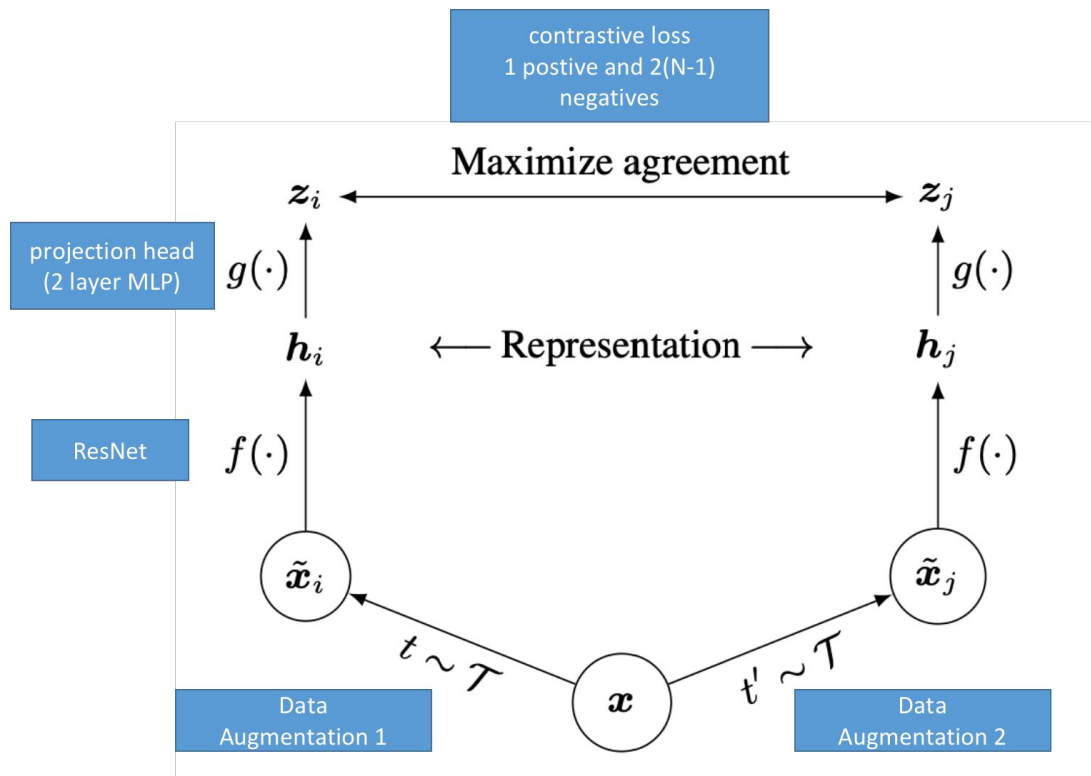 contrastive loss
1 postive and 2(N-1)
negatives
Maximize agreement
z_i
z_j
projection head
(2 layer MLP)
g(·)
g(·)
h_i
← Representation →
h_j
ResNet
f(·)
f(·)
x̃_i
x̃_j
t ~ 𝒯
t' ~ 𝒯
x
Data
Augmentation 1
Data
Augmentation 2